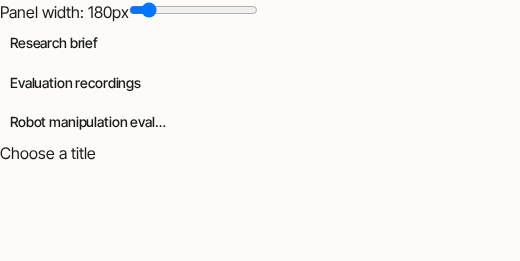 Panel width: 180px
Research brief
Evaluation recordings
Robot manipulation eval...
Choose a title